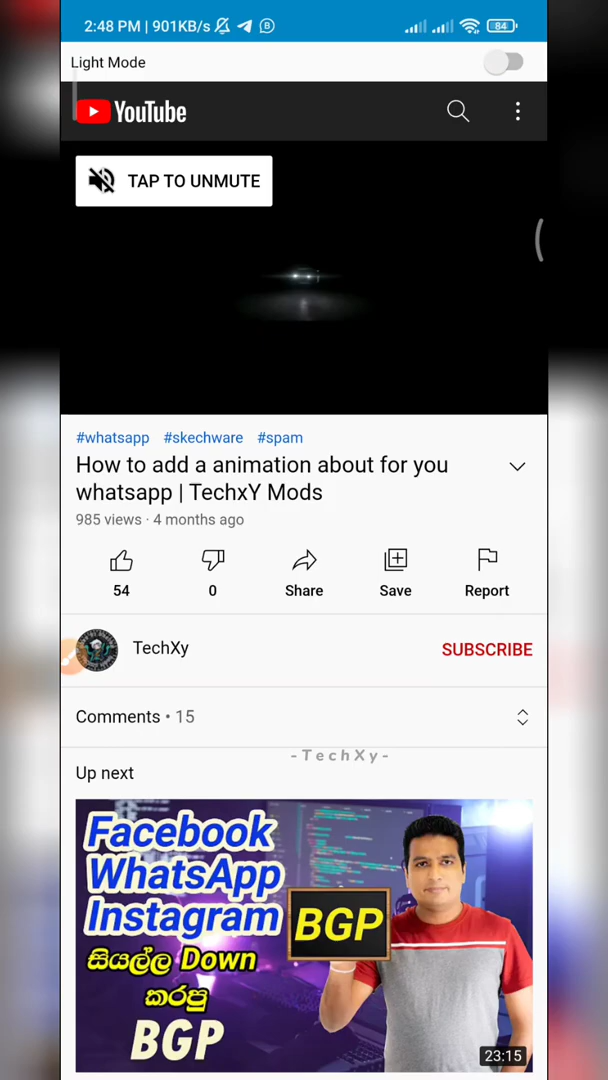 2:48 PM | 901KB/s
84
Light Mode
YouTube
TAP TO UNMUTE
#whatsapp #skechware #spam
How to add a animation about for you
whatsapp | TechxY Mods
985 views · 4 months ago
54
0
Share
Save
Report
TechXy
SUBSCRIBE
Comments • 15
-TechXy-
Up next
Facebook
WhatsApp
Instagram
BGP
සියල්ල Down
කරපු
BGP
23:15